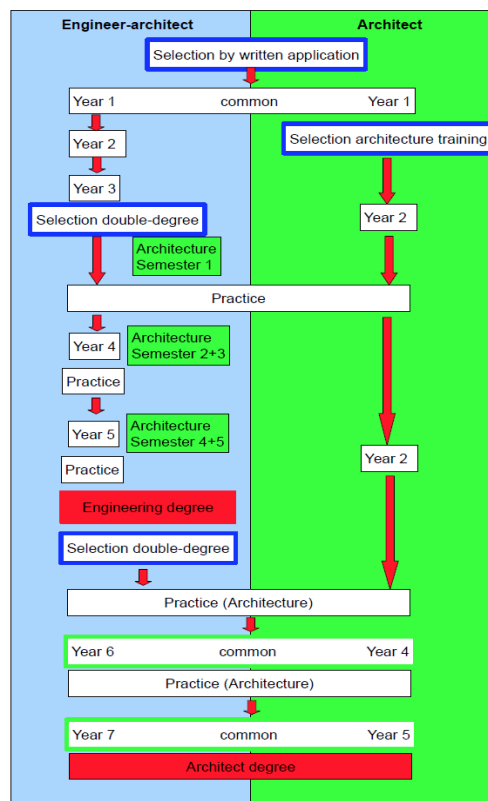 Engineer-architect Architect
Selection by written application
Year 1 common Year 1
Year 2
Selection architecture training
Year 3
Selection double-degree
Year 2
Architecture
Semester 1
Practice
Year 4
Architecture
Semester 2+3
Practice
Year 5
Architecture
Semester 4+5
Year 2
Practice
Engineering degree
Selection double-degree
Practice (Architecture)
Year 6 common Year 4
Practice (Architecture)
Year 7 common Year 5
Architect degree